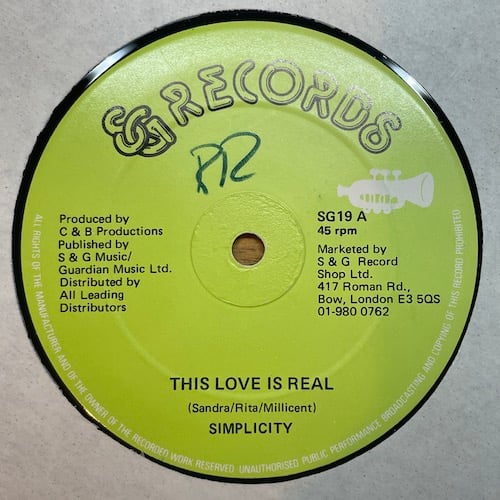 SG RECORDS
PR
Produced by
C & B Productions
Published by
S & G Music/
Guardian Music Ltd.
Distributed by
All Leading
Distributors
SG19 A
45 rpm
Marketed by
S & G Record
Shop Ltd.
417 Roman Rd.,
Bow, London E3 5QS
01-980 0762
THIS LOVE IS REAL
(Sandra/Rita/Millicent)
SIMPLICITY
ALL RIGHTS OF THE MANUFACTURER AND OF THE OWNER OF THE RECORDED WORK RESERVED UNAUTHORISED PUBLIC PERFORMANCE BROADCASTING AND COPYING OF THIS RECORD PROHIBITED